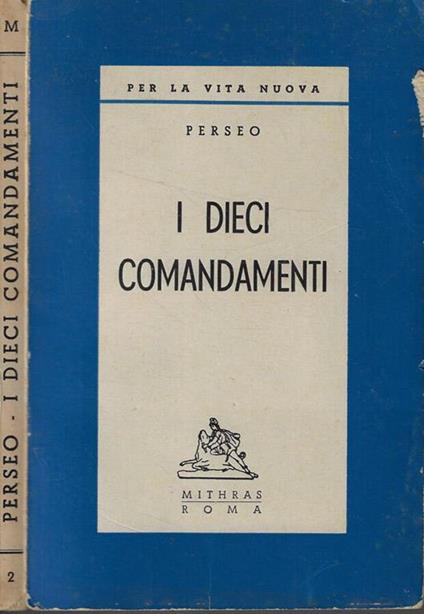 M
PERSEO - I DIECI COMANDAMENTI
2
PER LA VITA NUOVA
PERSEO
I DIECI
COMANDAMENTI
MITHRAS
ROMA